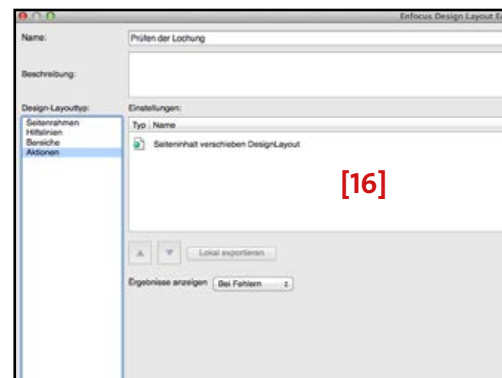 Enfocus Design Layout E
Name: Prüfen der Lochung
Beschreibung:
Design-Layouttyp: Einstellungen:
Seitenrahmen
Hilfslinien
Bereiche
Aktionen
Typ Name
Seiteninhalt verschieben DesignLayout
[16]
Lokal exportieren
Ergebnisse anzeigen Bei Fehlern